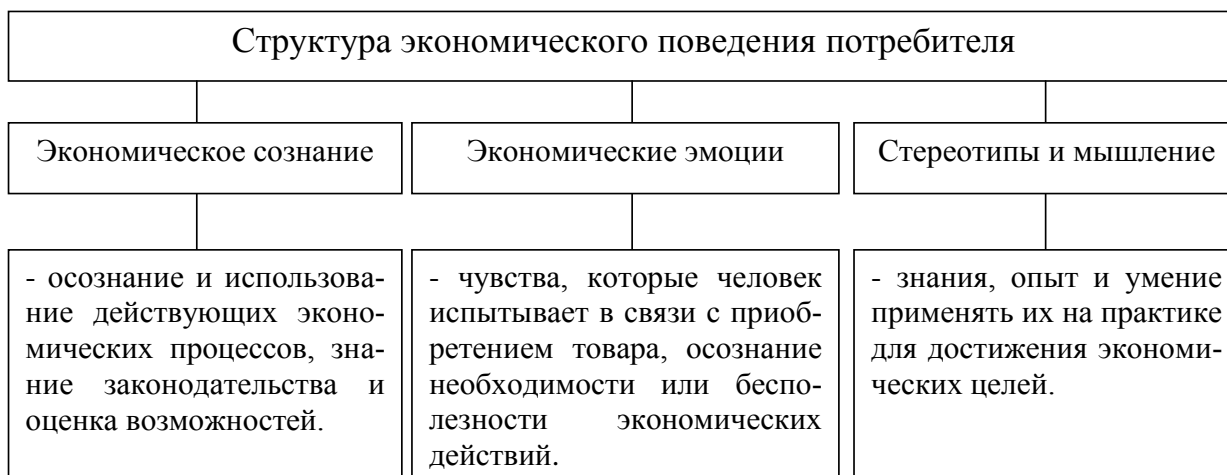 Структура экономического поведения потребителя
Экономическое сознание
Экономические эмоции
Стереотипы и мышление
- осознание и использова-
ние действующих эконо-
мических процессов, зна-
ние законодательства и
оценка возможностей.
- чувства, которые человек
испытывает в связи с приоб-
ретением товара, осознание
необходимости или беспо-
лезности экономических
действий.
- знания, опыт и умение
применять их на практике
для достижения экономи-
ческих целей.